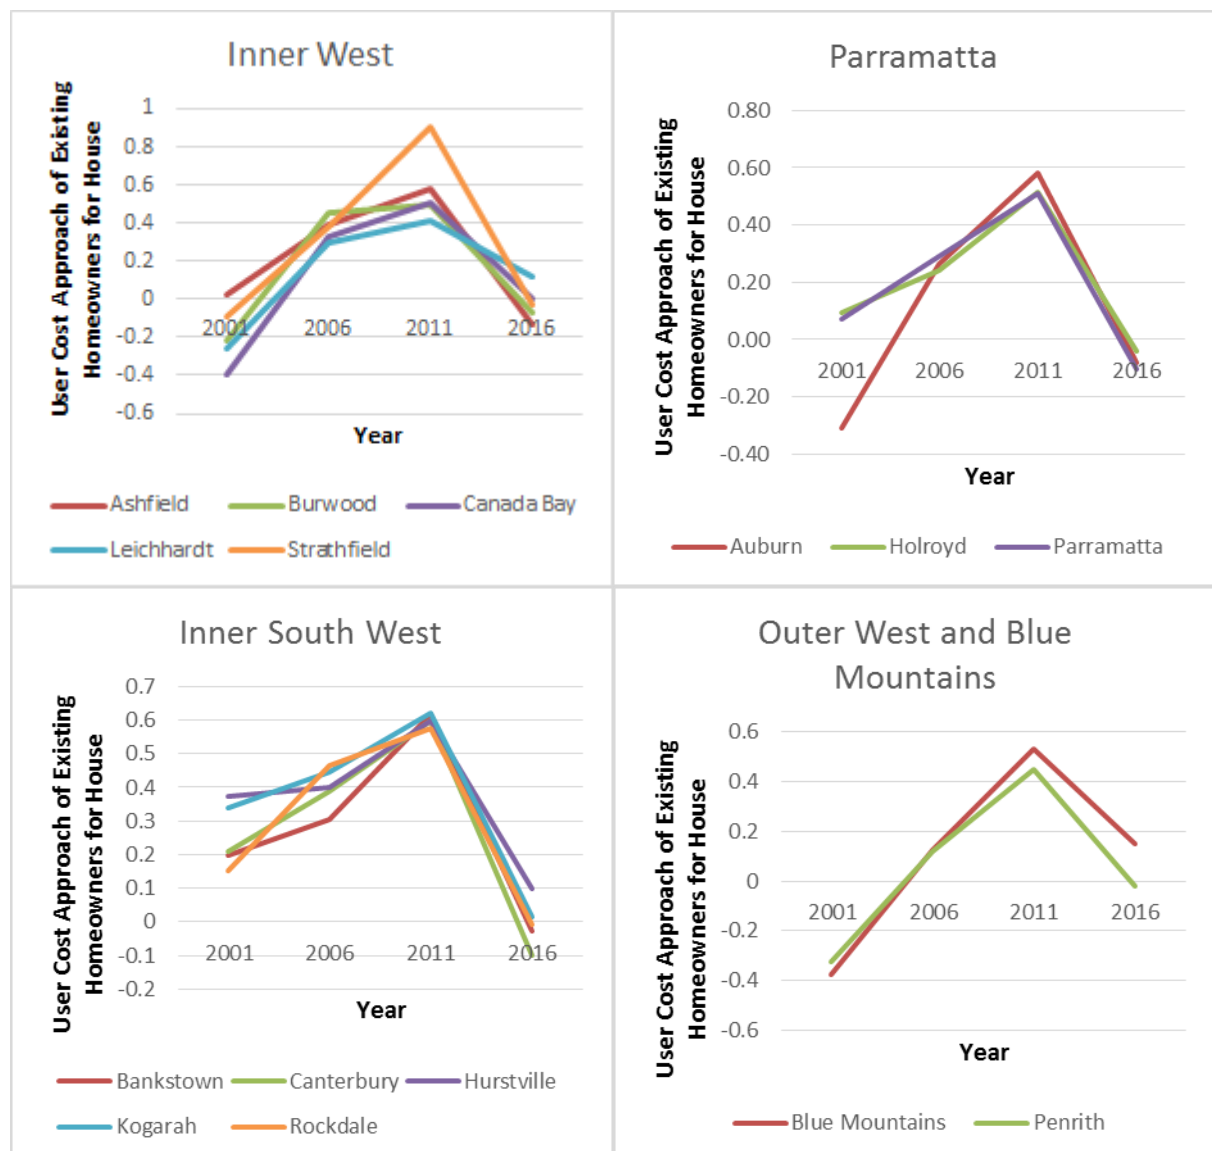 Inner West
User Cost Approach of Existing
Homeowners for House
1
0.8
0.6
0.4
0.2
0
-0.2
-0.4
-0.6
2001 2006 2011 2016
Year
Ashfield Burwood Canada Bay
Leichhardt Strathfield
Parramatta
User Cost Approach of Existing
Homeowners for House
0.80
0.60
0.40
0.20
0.00
-0.20
-0.40
2001 2006 2011 2016
Year
Auburn Holroyd Parramatta
Inner South West
User Cost Approach of Existing
Homeowners for House
0.7
0.6
0.5
0.4
0.3
0.2
0.1
0
-0.1
-0.2
2001 2006 2011 2016
Year
Bankstown Canterbury Hurstville
Kogarah Rockdale
Outer West and Blue
Mountains
User Cost Approach of Existing
Homeowners for House
0.6
0.4
0.2
0
-0.2
-0.4
-0.6
2001 2006 2011 2016
Year
Blue Mountains Penrith